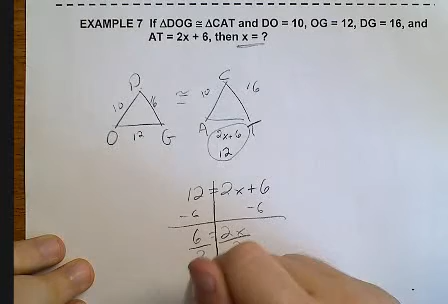 EXAMPLE 7 If ΔDOG ≅ ΔCAT and DO = 10, OG = 12, DG = 16, and
AT = 2x + 6, then x = ?
D
10 16
O 12 G
≅
C
10 16
A T
2x+6
12
12 = 2x+6
-6 -6
6 = 2x
2